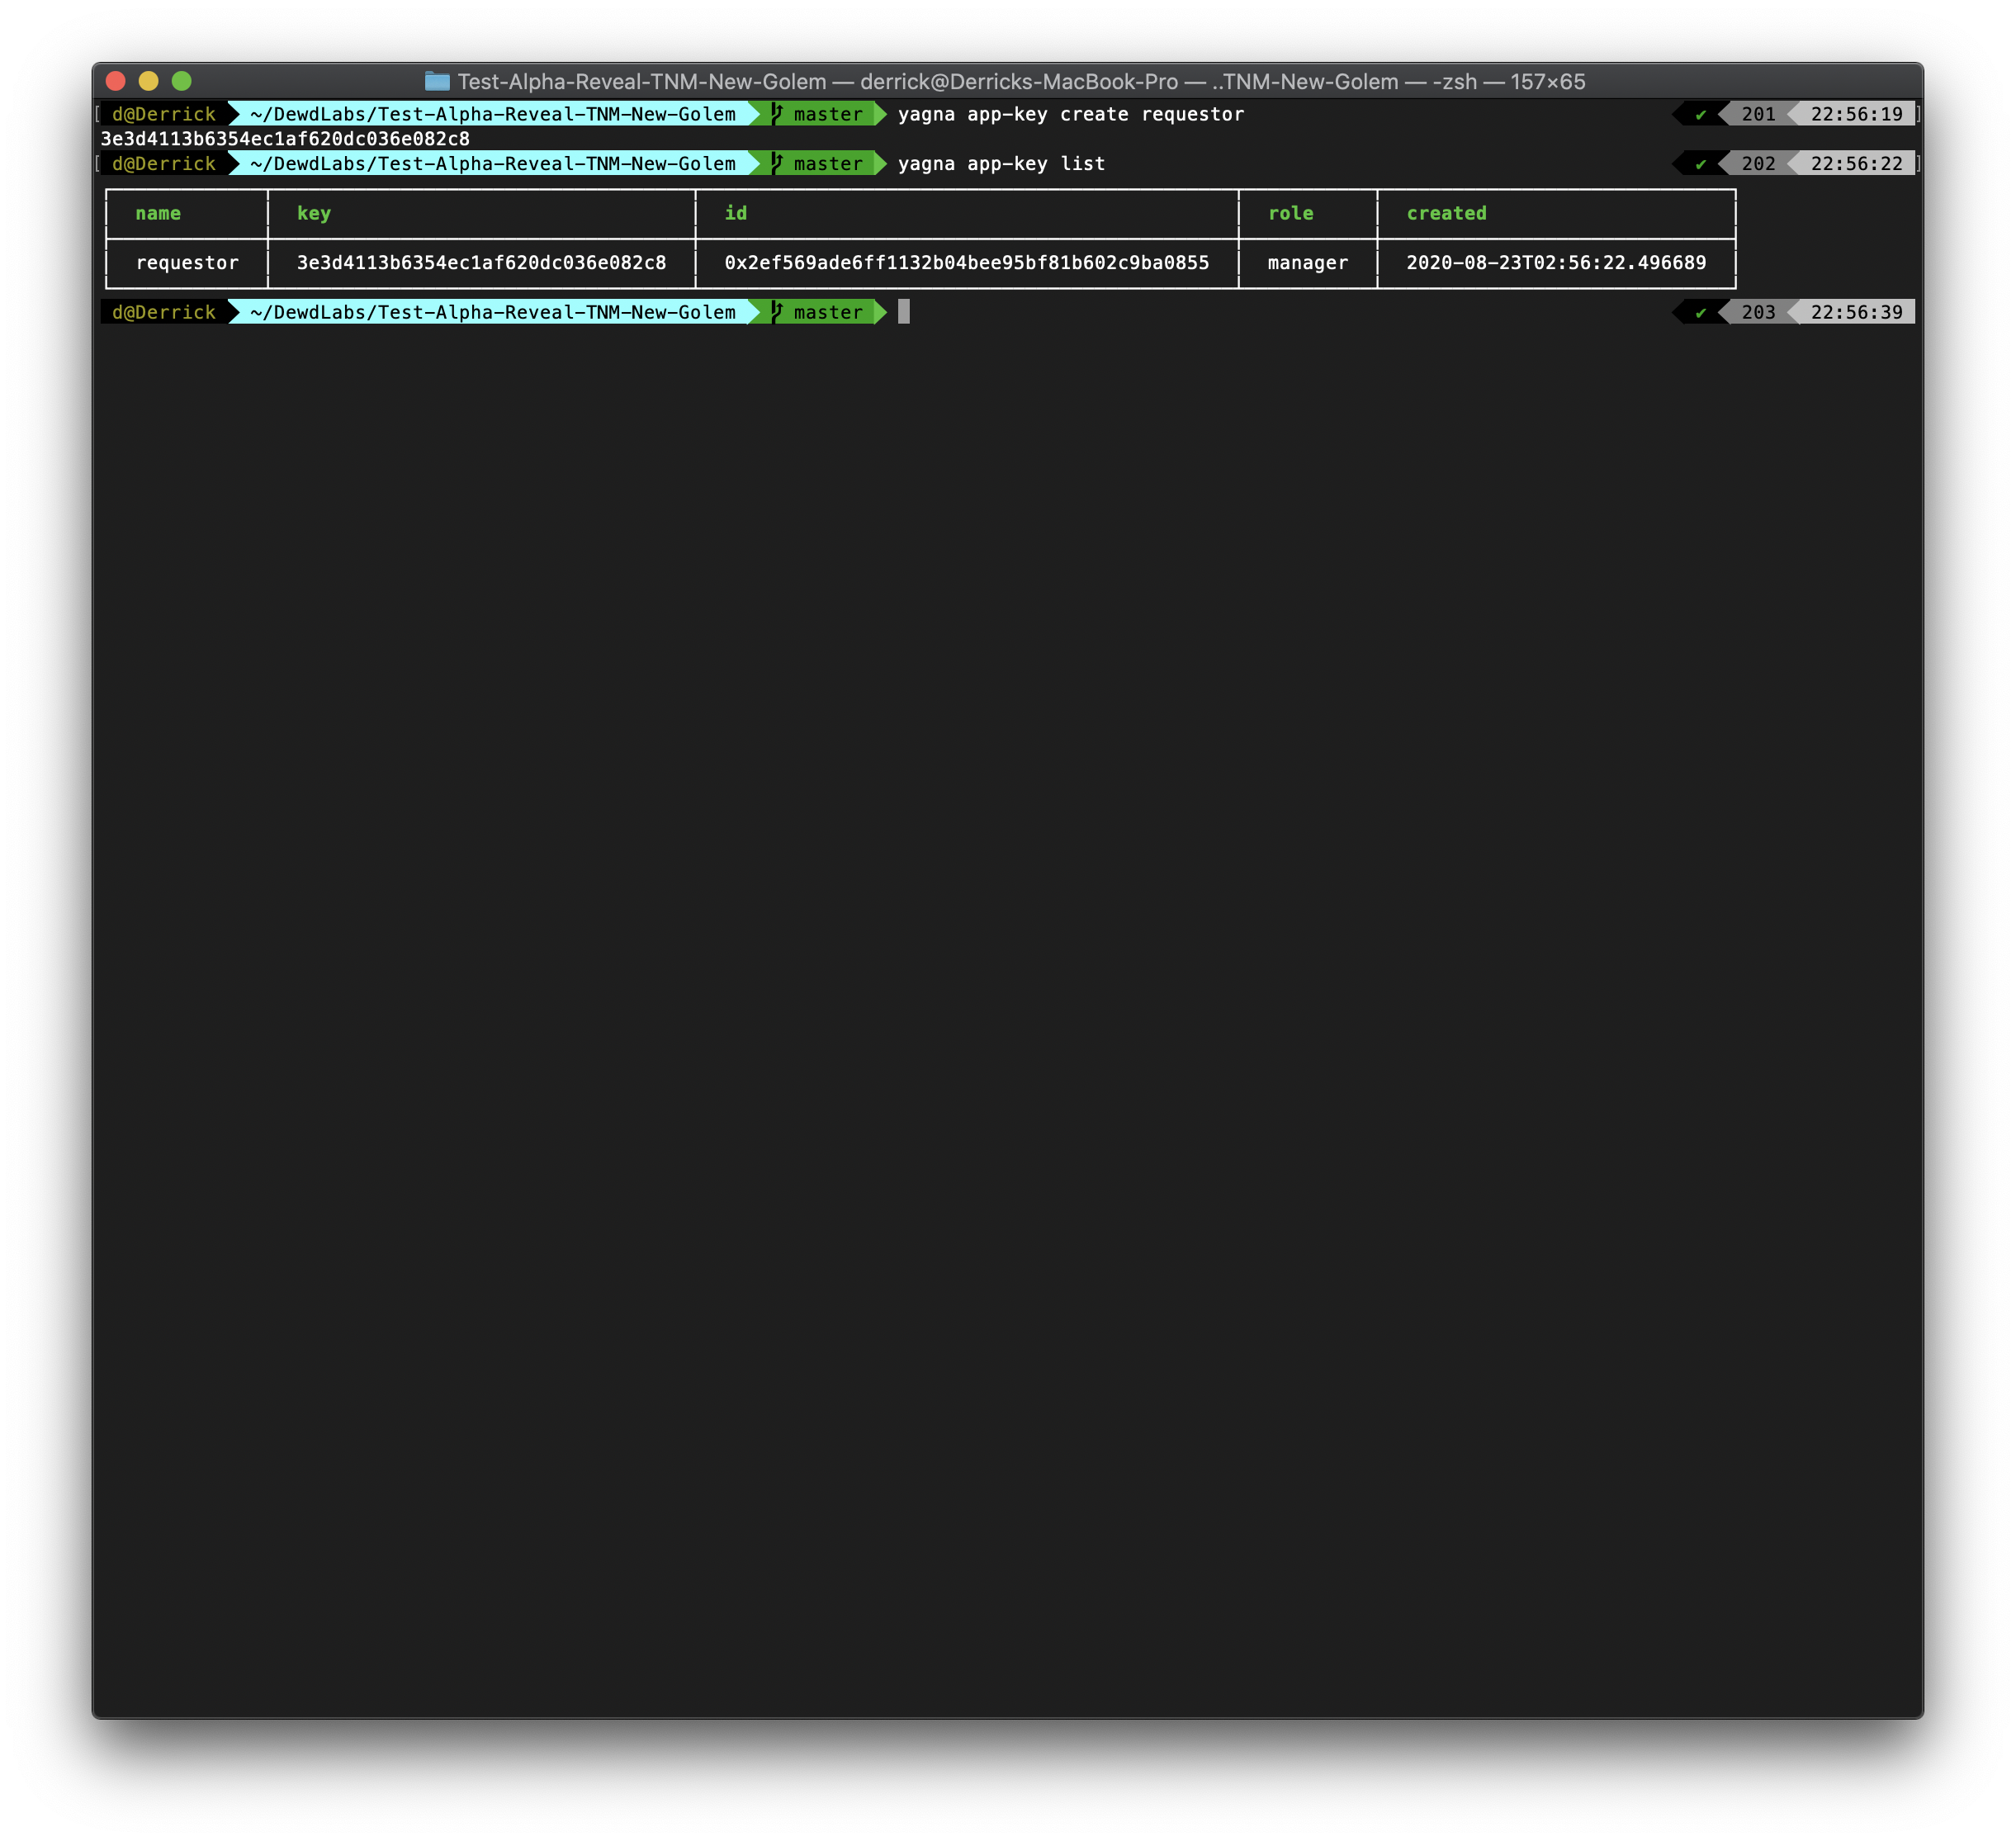 Test-Alpha-Reveal-TNM-New-Golem — derrick@Derricks-MacBook-Pro — ..TNM-New-Golem — -zsh — 157×65
[ d@Derrick ~/DewdLabs/Test-Alpha-Reveal-TNM-New-Golem master yagna app-key create requestor ✔ 201 22:56:19 ]
3e3d4113b6354ec1af620dc036e082c8
[ d@Derrick ~/DewdLabs/Test-Alpha-Reveal-TNM-New-Golem master yagna app-key list ✔ 202 22:56:22 ]
name key id role created
requestor 3e3d4113b6354ec1af620dc036e082c8 0x2ef569ade6ff1132b04bee95bf81b602c9ba0855 manager 2020-08-23T02:56:22.496689
d@Derrick ~/DewdLabs/Test-Alpha-Reveal-TNM-New-Golem master ✔ 203 22:56:39